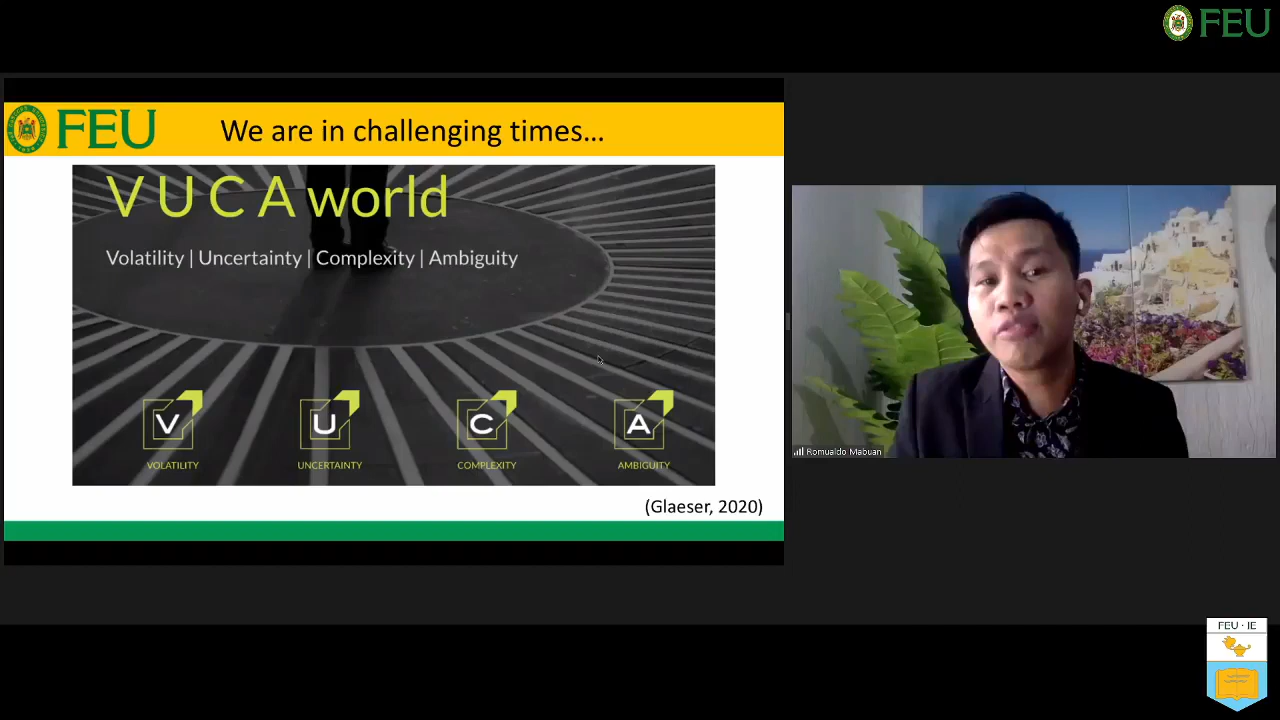 FEU
FEU
We are in challenging times...
V U C A world
Volatility | Uncertainty | Complexity | Ambiguity
V
U
C
A
VOLATILITY
UNCERTAINTY
COMPLEXITY
AMBIGUITY
(Glaeser, 2020)
Romualdo Mabuan
FEU · IE